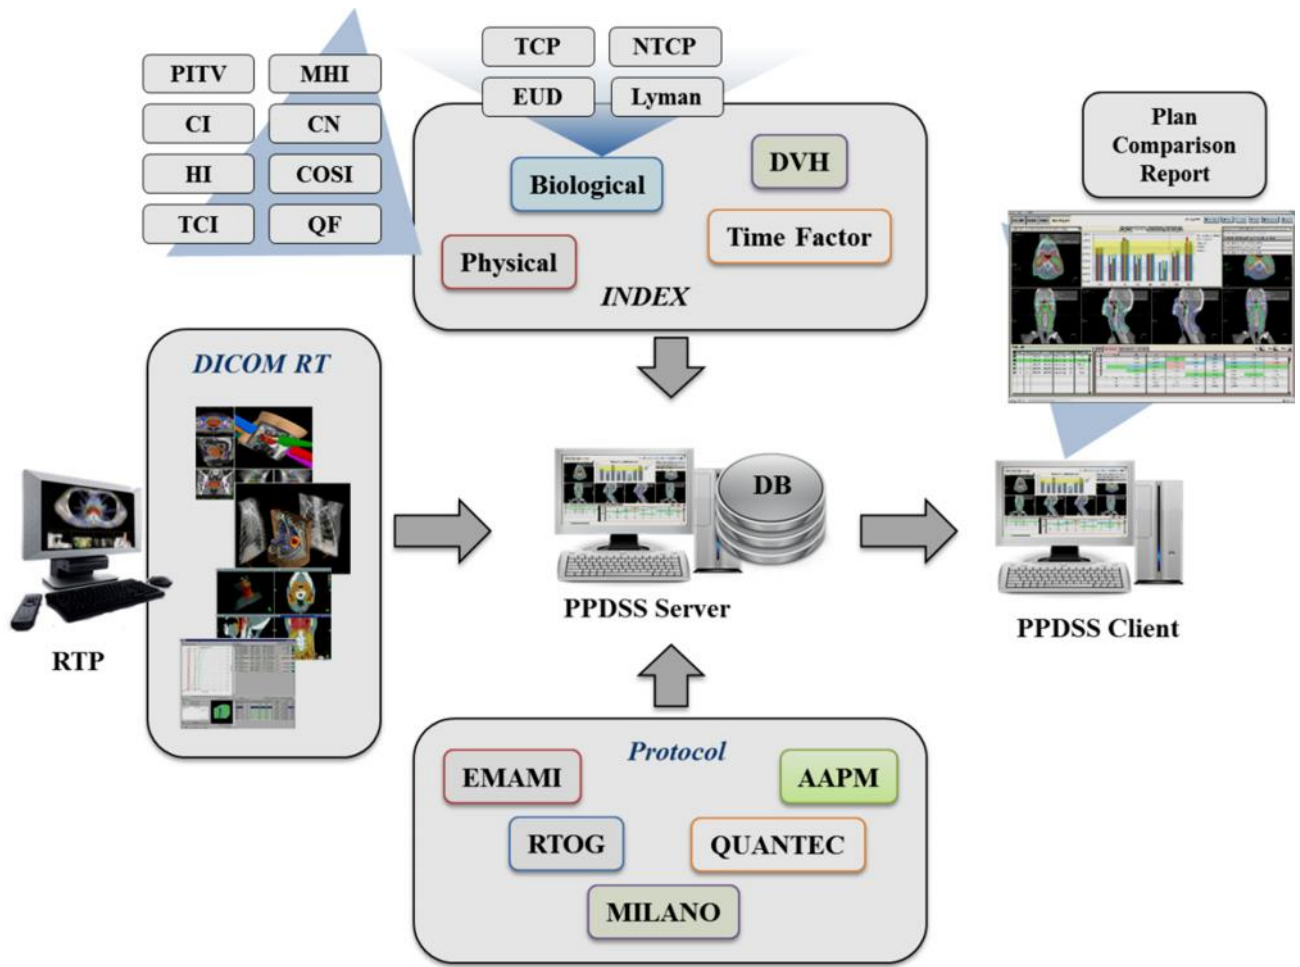 TCP
NTCP
PITV
MHI
EUD
Lyman
CI
CN
HI
COSI
TCI
QF
Biological
DVH
Time Factor
Physical
INDEX
Plan
Comparison
Report
DICOM RT
DB
RTP
PPDSS Server
PPDSS Client
Protocol
EMAMI
AAPM
RTOG
QUANTEC
MILANO